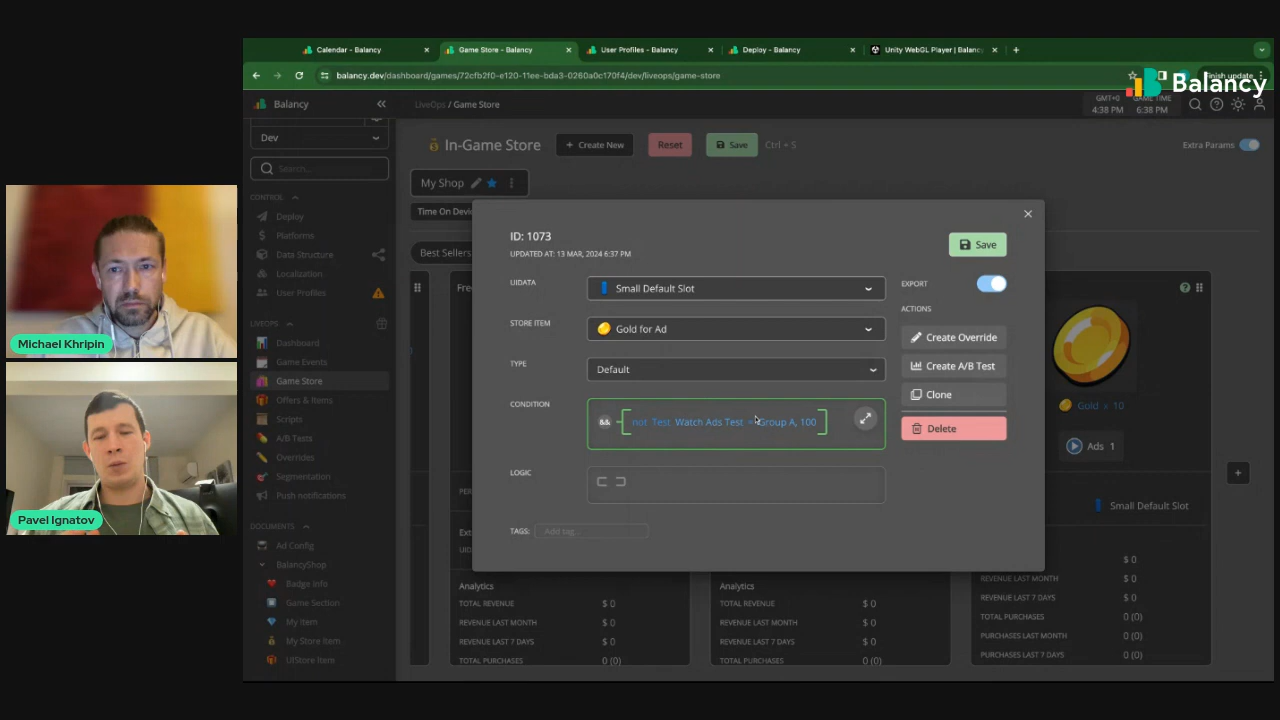 Calendar - Balancy
Game Store - Balancy
User Profiles - Balancy
Deploy - Balancy
Unity WebGL Player | Balanc
balancy.dev/dashboard/games/72cfb2f0-e120-11ee-bda3-0260a0c170f4/dev/liveops/game-store
Finish update
Balancy
Balancy
LiveOps / Game Store
GMT+0
GAME TIME
4:38 PM
6:38 PM
Dev
In-Game Store
Create New
Reset
Save
Ctrl + S
Extra Params
Search...
My Shop
CONTROL
Time On Devic
Deploy
Platforms
Data Structure
Localization
User Profiles
Best Sellers
Fre
LIVEOPS
Dashboard
Game Events
Game Store
Offers & Items
Scripts
A/B Tests
Overrides
Segmentation
Push notifications
DOCUMENTS
Ad Config
BalancyShop
Badge Info
Game Section
My Item
My Store Item
UIStore Item
ID: 1073
UPDATED AT: 13 MAR, 2024 6:37 PM
Save
UIDATA
Small Default Slot
EXPORT
STORE ITEM
Gold for Ad
ACTIONS
TYPE
Default
Create Override
Create A/B Test
Clone
Delete
CONDITION
&& not Test Watch Ads Test = Group A, 100
LOGIC
TAGS:
Add tag...
Gold x 10
Ads 1
Small Default Slot
PER
Ext
UID
Analytics
TOTAL REVENUE $ 0
REVENUE LAST MONTH $ 0
REVENUE LAST 7 DAYS $ 0
TOTAL PURCHASES 0 (0)
Analytics
TOTAL REVENUE $ 0
REVENUE LAST MONTH $ 0
REVENUE LAST 7 DAYS $ 0
TOTAL PURCHASES 0 (0)
$ 0
REVENUE LAST MONTH $ 0
REVENUE LAST 7 DAYS $ 0
TOTAL PURCHASES 0 (0)
PURCHASES LAST MONTH 0 (0)
PURCHASES LAST 7 DAYS 0 (0)
Michael Khripin
Pavel Ignatov